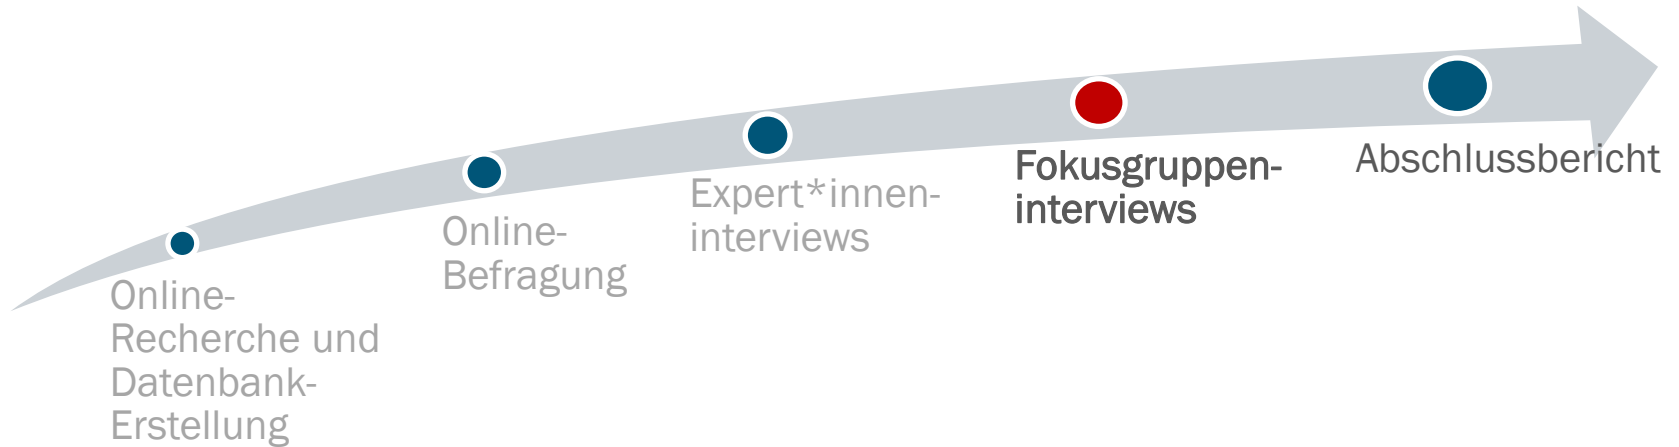 Online-
Recherche und
Datenbank-
Erstellung
Online-
Befragung
Expert*innen-
interviews
Fokusgruppen-
interviews
Abschlussbericht